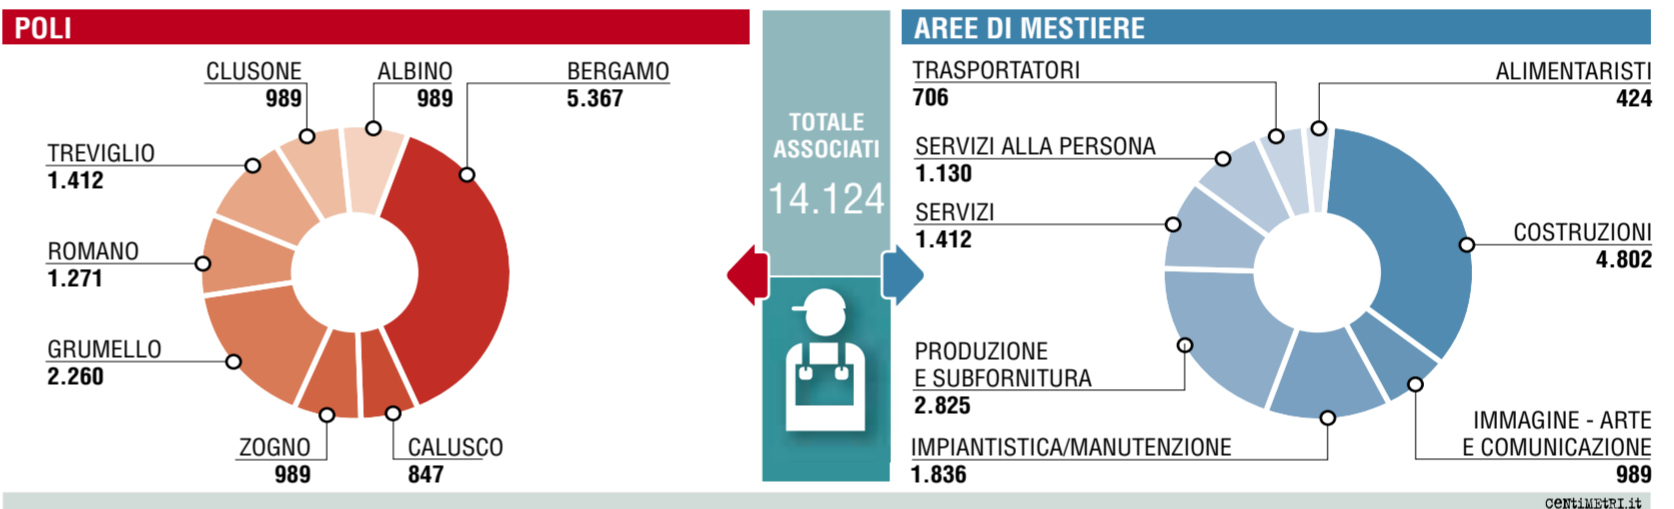 POLI
CLUSONE
989
ALBINO
989
BERGAMO
5.367
TREVIGLIO
1.412
ROMANO
1.271
GRUMELLO
2.260
ZOGNO
989
CALUSCO
847
TOTALE
ASSOCIATI
14.124
AREE DI MESTIERE
TRASPORTATORI
706
ALIMENTARISTI
424
SERVIZI ALLA PERSONA
1.130
SERVIZI
1.412
COSTRUZIONI
4.802
PRODUZIONE
E SUBFORNITURA
2.825
IMPIANTISTICA/MANUTENZIONE
1.836
IMMAGINE - ARTE
E COMUNICAZIONE
989
CENTIMETRI.it